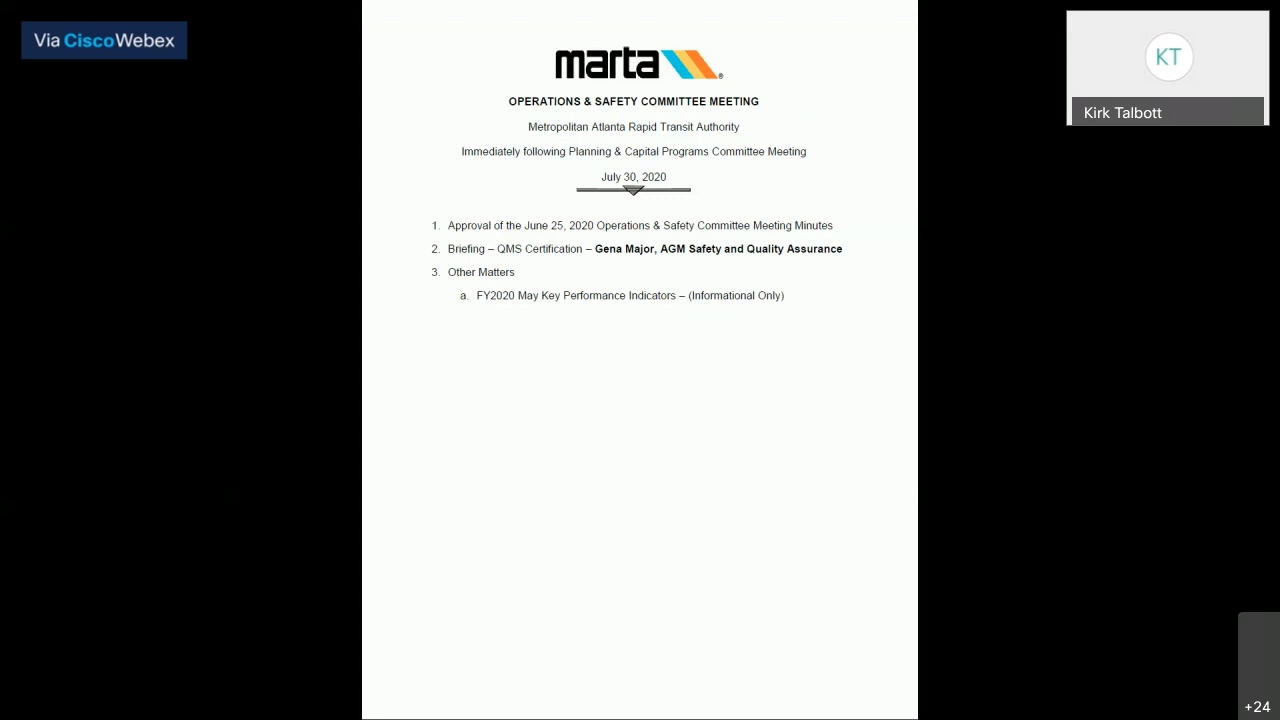 Via CiscoWebex
marta
®
OPERATIONS & SAFETY COMMITTEE MEETING
Metropolitan Atlanta Rapid Transit Authority
Immediately following Planning & Capital Programs Committee Meeting
July 30, 2020
1. Approval of the June 25, 2020 Operations & Safety Committee Meeting Minutes
2. Briefing – QMS Certification – Gena Major, AGM Safety and Quality Assurance
3. Other Matters
a. FY2020 May Key Performance Indicators – (Informational Only)
KT
Kirk Talbott
+24